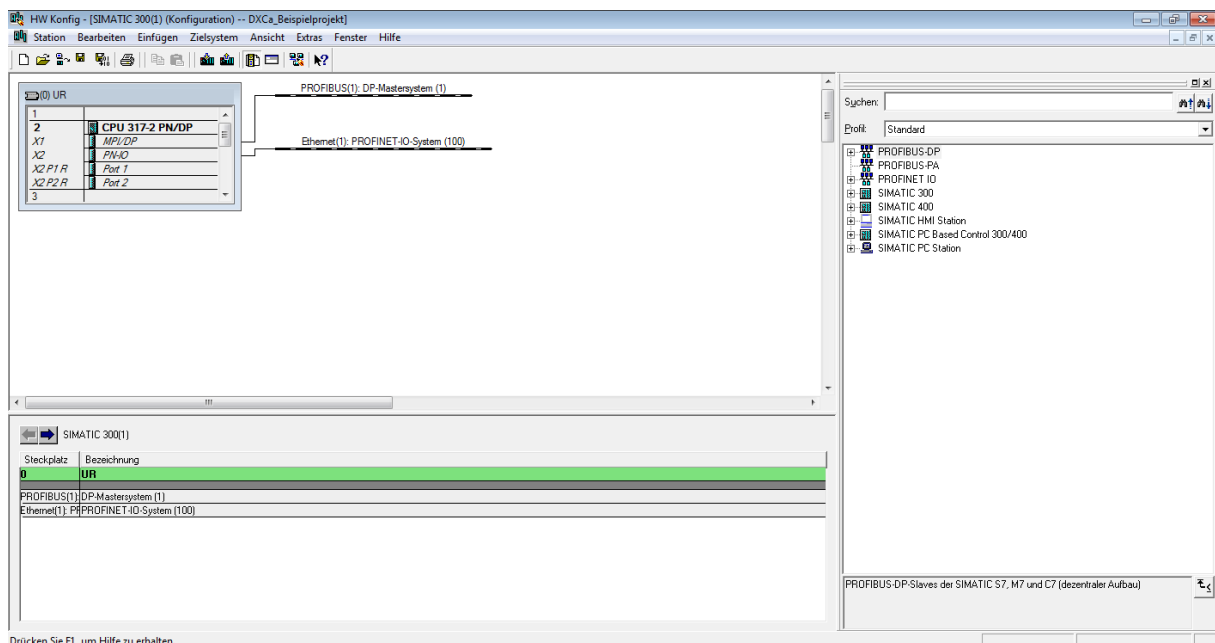 HW Konfig - [SIMATIC 300(1) (Konfiguration) -- DXCa_Beispielprojekt]
Station Bearbeiten Einfügen Zielsystem Ansicht Extras Fenster Hilfe
(0) UR
1
2 CPU 317-2 PN/DP
X1 MPI/DP
X2 PN-IO
X2 P1 R Port 1
X2 P2 R Port 2
3
PROFIBUS(1): DP-Mastersystem (1)
Ethernet(1): PROFINET-IO-System (100)
Suchen:
Profil: Standard
PROFIBUS-DP
PROFIBUS-PA
PROFINET IO
SIMATIC 300
SIMATIC 400
SIMATIC HMI Station
SIMATIC PC Based Control 300/400
SIMATIC PC Station
SIMATIC 300(1)
Steckplatz Bezeichnung
0 UR
PROFIBUS(1): DP-Mastersystem (1)
Ethernet(1): PR PROFINET-IO-System (100)
PROFIBUS-DP-Slaves der SIMATIC S7, M7 und C7 (dezentraler Aufbau)
Drücken Sie F1, um Hilfe zu erhalten.